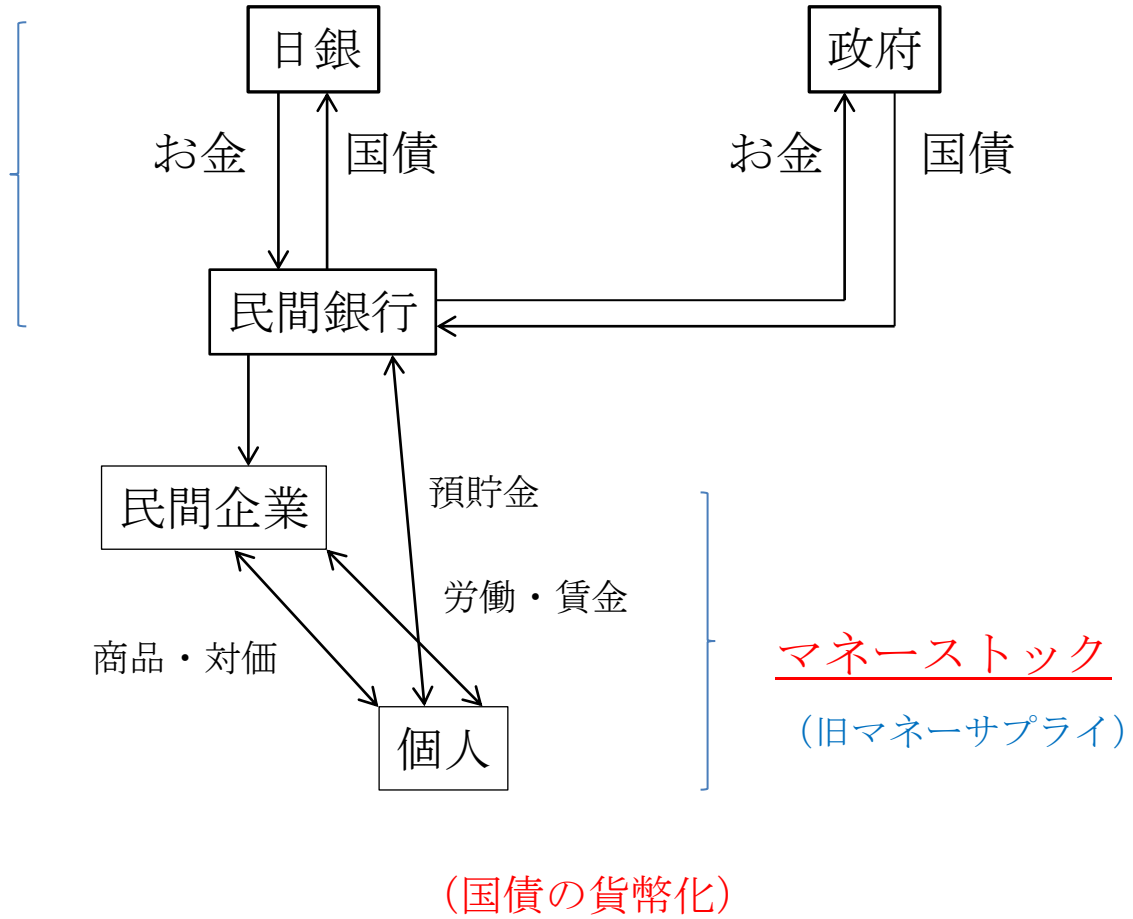 日銀
政府
お金
国債
お金
国債
民間銀行
預貯金
民間企業
労働・賃金
商品・対価
マネーストック
（旧マネーサプライ）
個人
（国債の貨幣化）